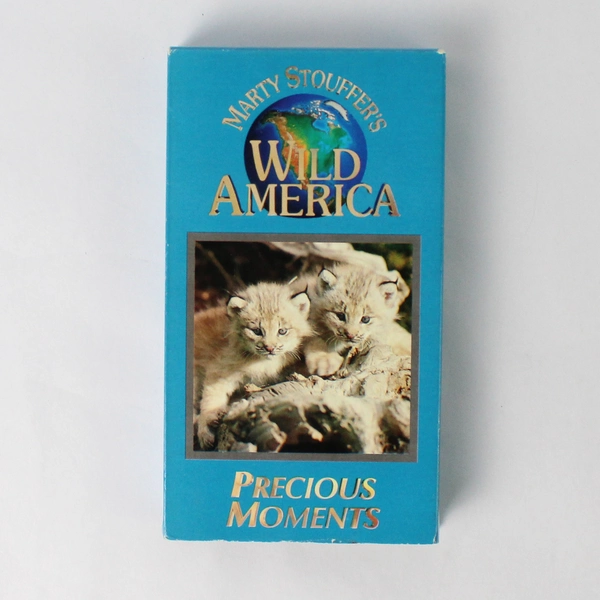 MARTY STOUFFER'S
WILD
AMERICA
PRECIOUS
MOMENTS